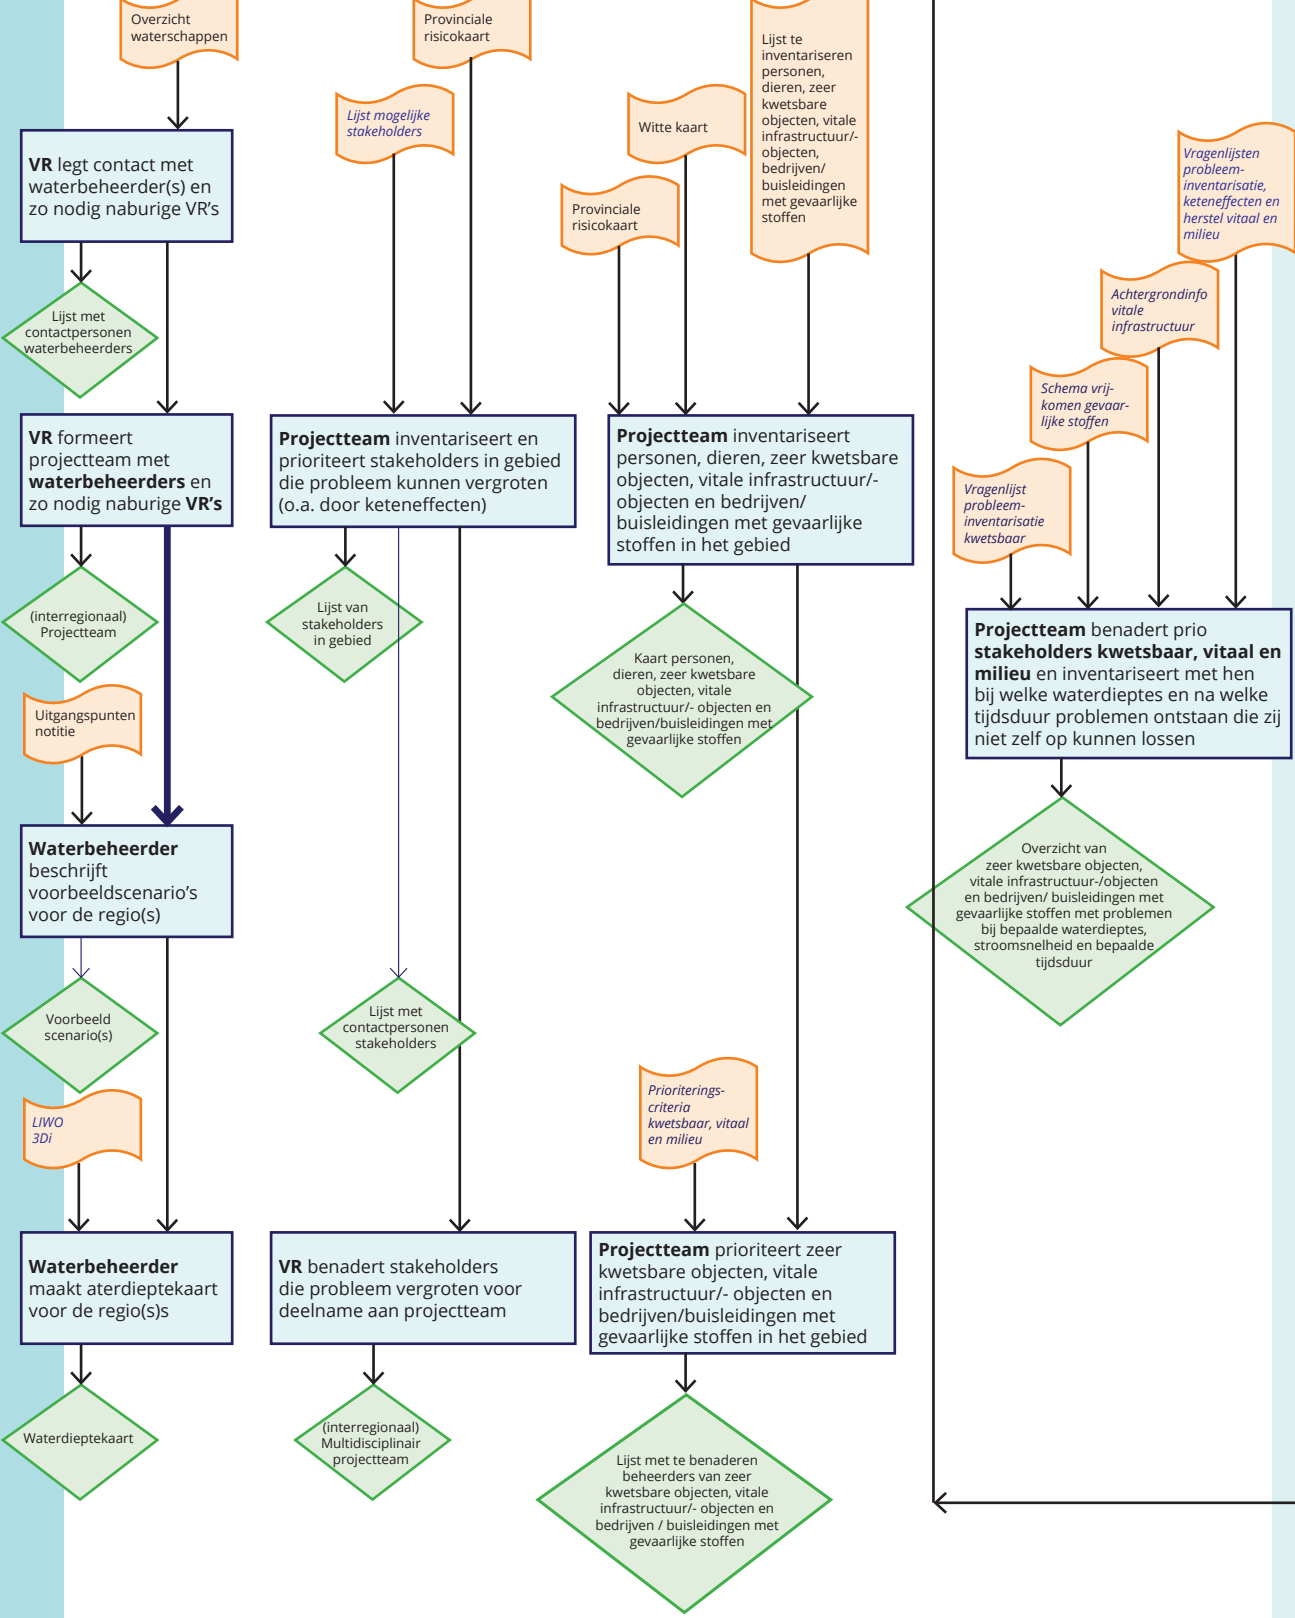 Overzicht
waterschappen
VR legt contact met
waterbeheerder(s) en
zo nodig naburige VR's
Lijst met
contactpersonen
waterbeheerders
VR formeert
projectteam met
waterbeheerders en
zo nodig naburige VR's
(interregionaal)
Projectteam
Uitgangspunten
notitie
Waterbeheerder
beschrijft
voorbeeldscenario's
voor de regio(s)
Voorbeeld
scenario(s)
LIWO
3Di
Waterbeheerder
maakt aterdieptekaart
voor de regio(s)s
Waterdieptekaart
Provinciale
risicokaart
Lijst mogelijke
stakeholders
Projectteam inventariseert en
prioriteert stakeholders in gebied
die probleem kunnen vergroten
(o.a. door keteneffecten)
Lijst van
stakeholders
in gebied
Lijst met
contactpersonen
stakeholders
VR benadert stakeholders
die probleem vergroten voor
deelname aan projectteam
(interregionaal)
Multidisciplinair
projectteam
Lijst te
inventariseren
personen,
dieren, zeer
kwetsbare
objecten, vitale
infrastructuur/-
objecten,
bedrijven/
buisleidingen
met gevaarlijke
stoffen
Witte kaart
Provinciale
risicokaart
Projectteam inventariseert
personen, dieren, zeer kwetsbare
objecten, vitale infrastructuur/-
objecten en bedrijven/
buisleidingen met gevaarlijke
stoffen in het gebied
Kaart personen,
dieren, zeer kwetsbare
objecten, vitale
infrastructuur/- objecten en
bedrijven/buisleidingen met
gevaarlijke stoffen
Prioriterings-
criteria
kwetsbaar, vitaal
en milieu
Projectteam prioriteert zeer
kwetsbare objecten, vitale
infrastructuur/- objecten en
bedrijven/buisleidingen met
gevaarlijke stoffen in het gebied
Lijst met te benaderen
beheerders van zeer
kwetsbare objecten, vitale
infrastructuur/- objecten en
bedrijven / buisleidingen met
gevaarlijke stoffen
Vragenlijsten
probleem-
inventarisatie,
keteneffecten en
herstel vitaal en
milieu
Achtergrondinfo
vitale
infrastructuur
Schema vrij-
komen gevaar-
lijke stoffen
Vragenlijst
probleem-
inventarisatie
kwetsbaar
Projectteam benadert prio
stakeholders kwetsbaar, vitaal en
milieu en inventariseert met hen
bij welke waterdieptes en na welke
tijdsduur problemen ontstaan die zij
niet zelf op kunnen lossen
Overzicht van
zeer kwetsbare objecten,
vitale infrastructuur-/objecten
en bedrijven/ buisleidingen met
gevaarlijke stoffen met problemen
bij bepaalde waterdieptes,
stroomsnelheid en bepaalde
tijdsduur